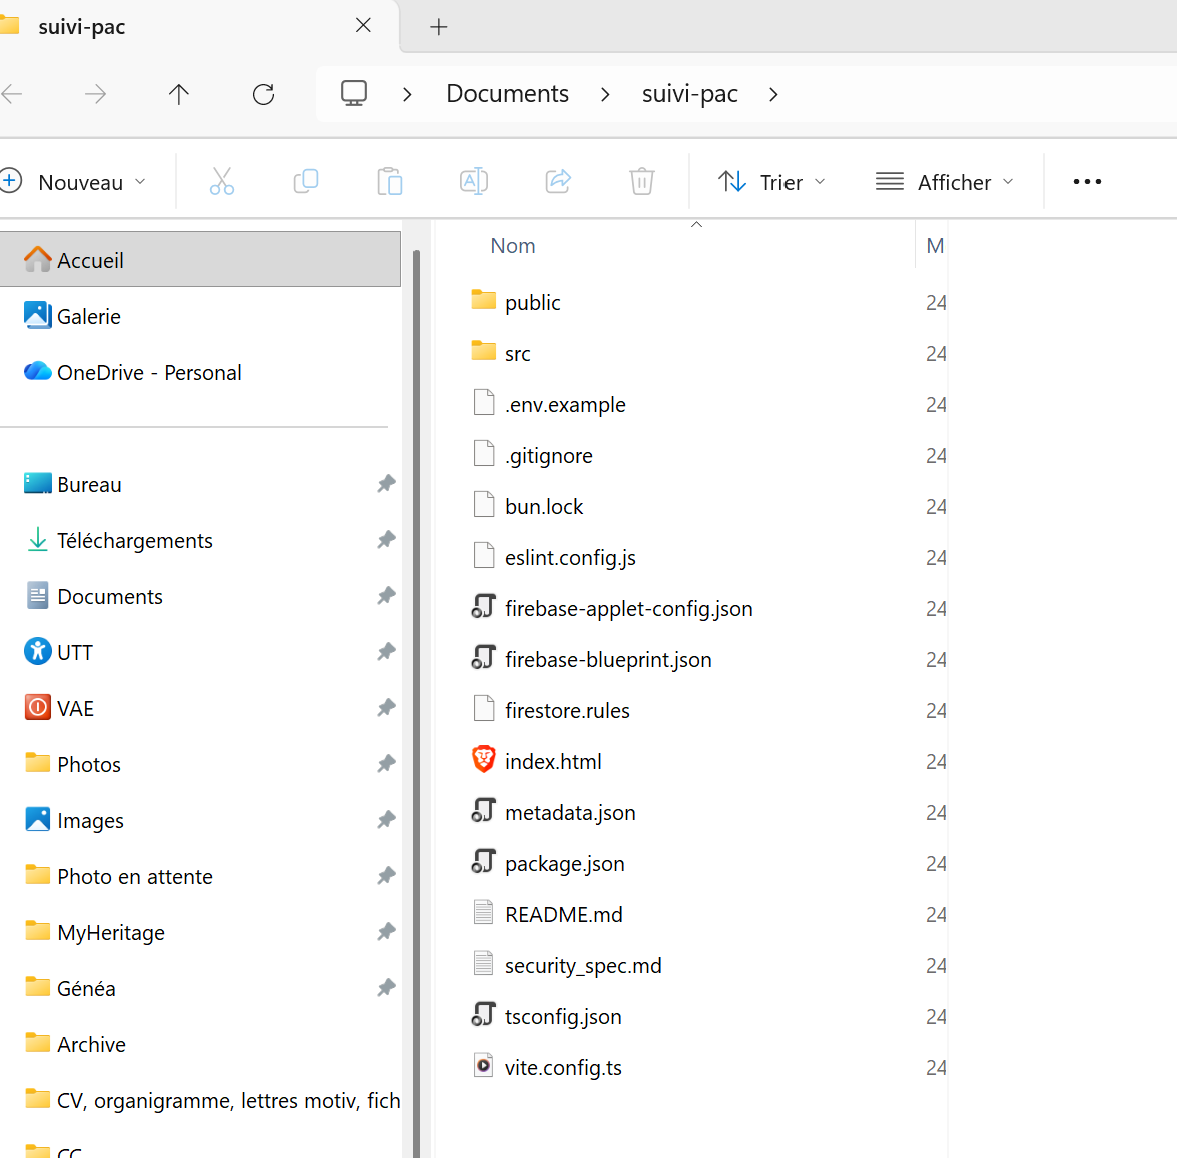 suivi-pac
Documents
suivi-pac
Nouveau
Trier
Afficher
Accueil
Galerie
OneDrive - Personal
Bureau
Téléchargements
Documents
UTT
VAE
Photos
Images
Photo en attente
MyHeritage
Généa
Archive
CV, organigramme, lettres motiv, fich
CC
Nom
M
public
24
src
24
.env.example
24
.gitignore
24
bun.lock
24
eslint.config.js
24
firebase-applet-config.json
24
firebase-blueprint.json
24
firestore.rules
24
index.html
24
metadata.json
24
package.json
24
README.md
24
security_spec.md
24
tsconfig.json
24
vite.config.ts
24